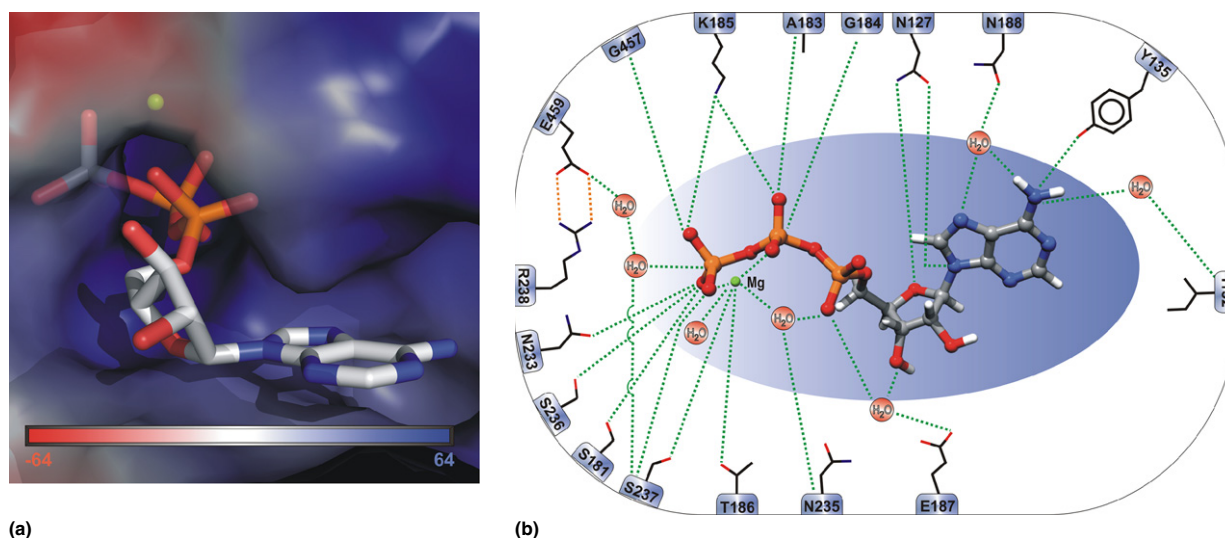 K185
A183
G184
N127
N188
G457
Y135
E459
H₂O
H₂O
H₂O
H₂O
R238
Mg
H₂O
H₂O
N233
S236
H₂O
S181
-64
64
S237
T186
N235
E187
(a)
(b)